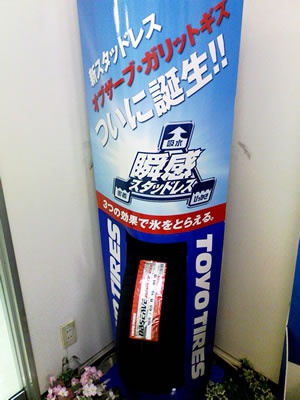 新スタッドレス
オブザーブ・ガリットギズ
ついに誕生!!
吸水
瞬感
スタッドレス
3つの効果で氷をとらえる。
TOYO TIRES
TOYO TIRES